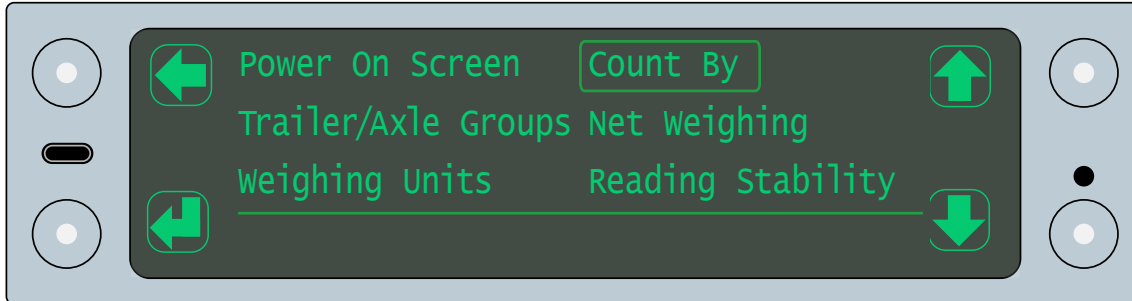 Power On Screen Count By
Trailer/Axle Groups Net Weighing
Weighing Units Reading Stability